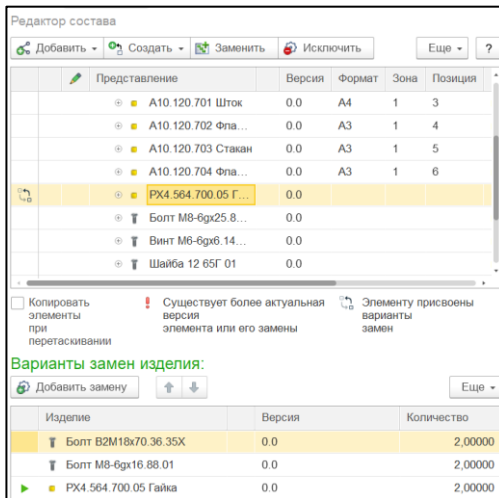 Редактор состава
Добавить Создать Заменить Исключить Еще ?
Представление Версия Формат Зона Позиция
А10.120.701 Шток 0.0 А4 1 3
А10.120.702 Фла... 0.0 А3 1 4
А10.120.703 Стакан 0.0 А3 1 5
А10.120.704 Фла... 0.0 А3 1 6
РХ4.564.700.05 Г... 0.0
Болт М8-6gx25.8... 0.0
Винт М6-6gx6.14... 0.0
Шайба 12 65Г 01 0.0
Копировать элементы при перетаскивании
Существует более актуальная версия элемента или его замены
Элементу присвоены варианты замен
Варианты замен изделия:
Добавить замену Еще
Изделие Версия Количество
Болт В2М18х70.36.35Х 0.0 2,00000
Болт М8-6gx16.88.01 0.0 2,00000
РХ4.564.700.05 Гайка 0.0 2,00000